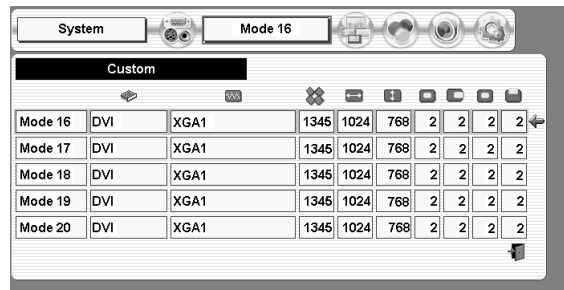 System Mode 16
Custom
Mode 16 DVI XGA1 1345 1024 768 2 2 2 2
Mode 17 DVI XGA1 1345 1024 768 2 2 2 2
Mode 18 DVI XGA1 1345 1024 768 2 2 2 2
Mode 19 DVI XGA1 1345 1024 768 2 2 2 2
Mode 20 DVI XGA1 1345 1024 768 2 2 2 2